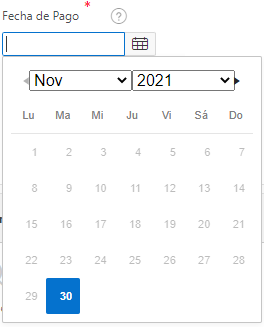 Fecha de Pago * ?
Nov 2021
Lu Ma Mi Ju Vi Sá Do
1 2 3 4 5 6 7
8 9 10 11 12 13 14
15 16 17 18 19 20 21
22 23 24 25 26 27 28
29 30